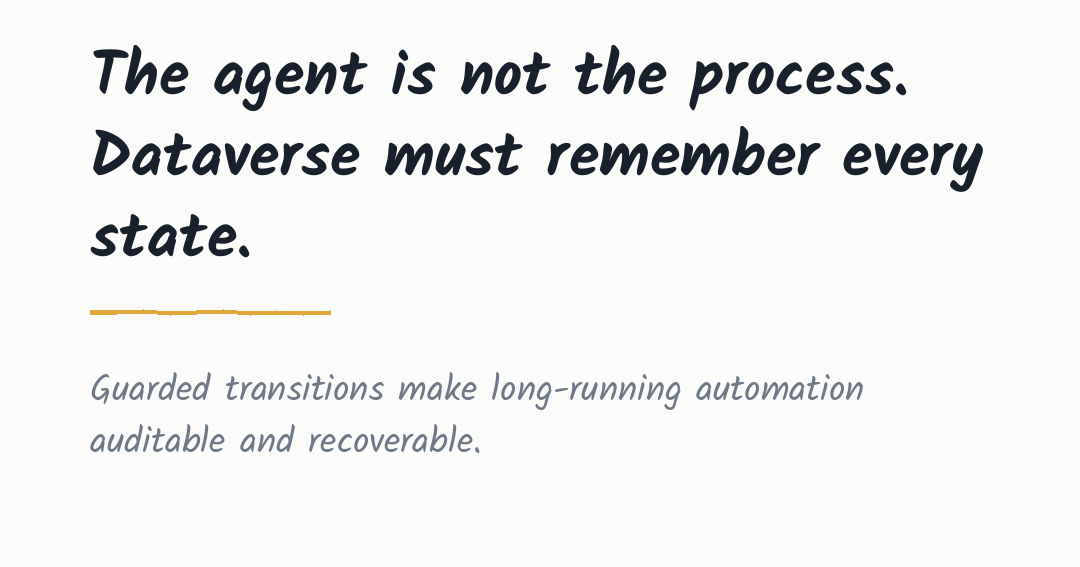 The agent is not the process.
Dataverse must remember every
state.
Guarded transitions make long-running automation
auditable and recoverable.